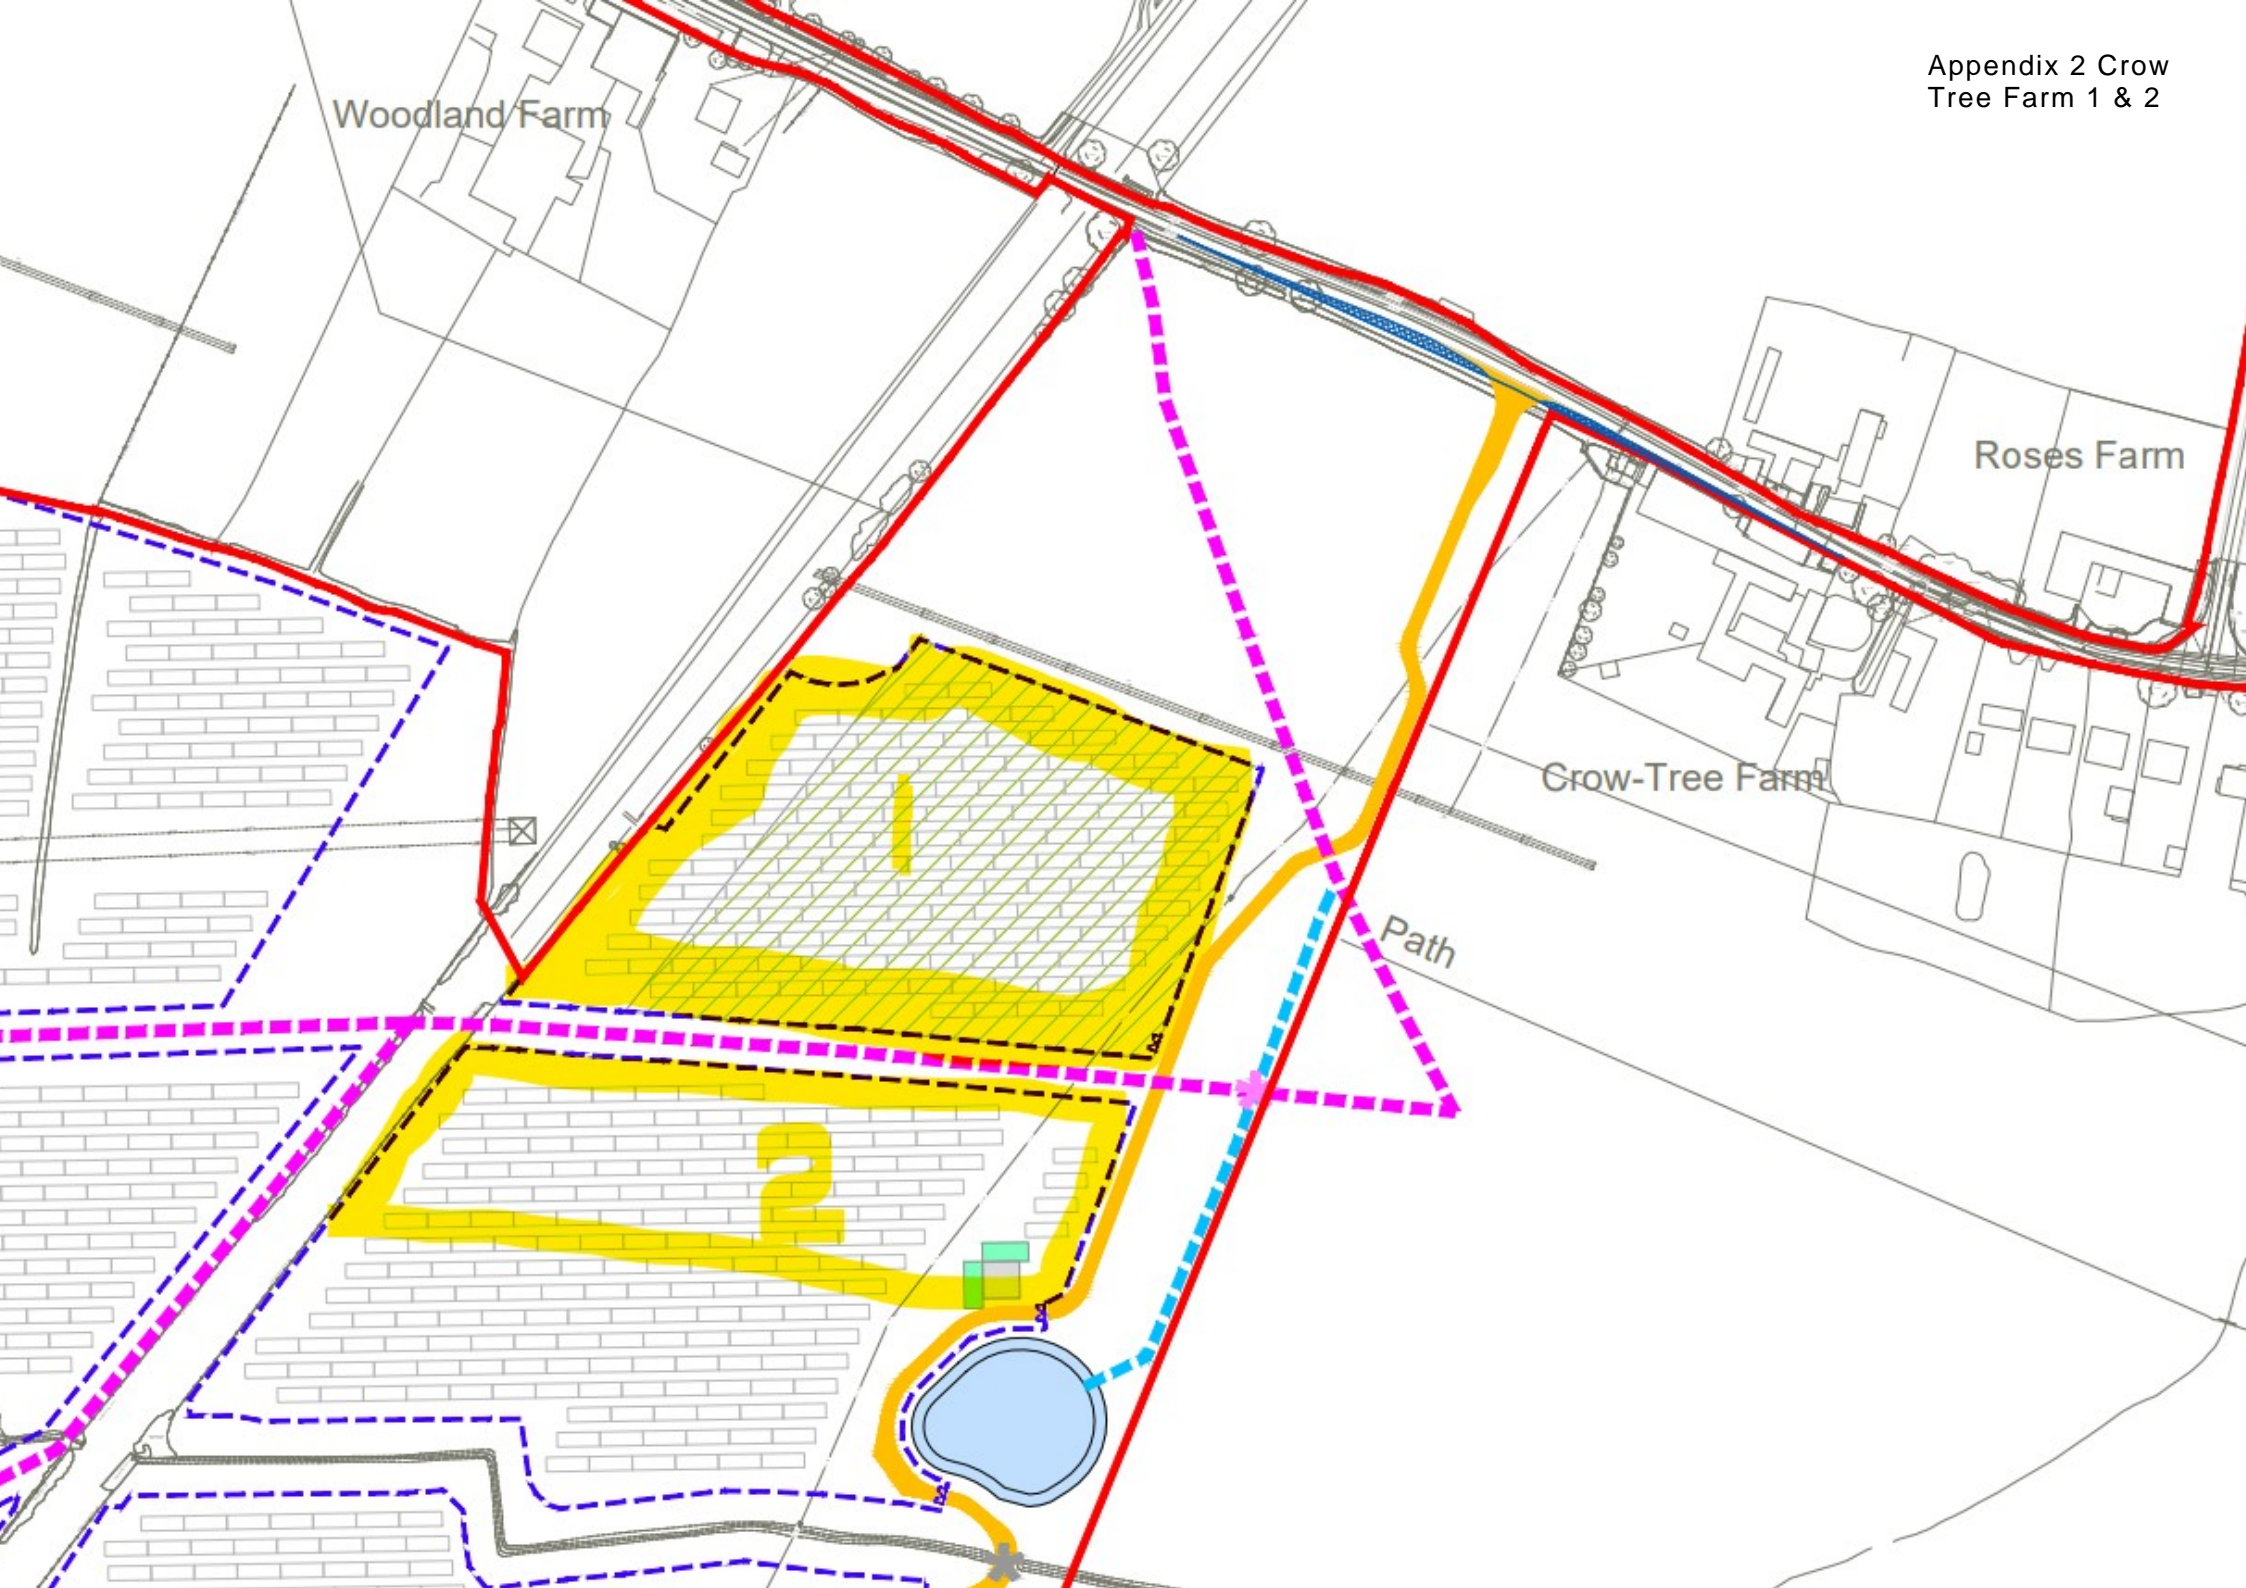 Appendix 2 Crow
Tree Farm 1 & 2
Woodland Farm
Roses Farm
Crow-Tree Farm
1
Path
2